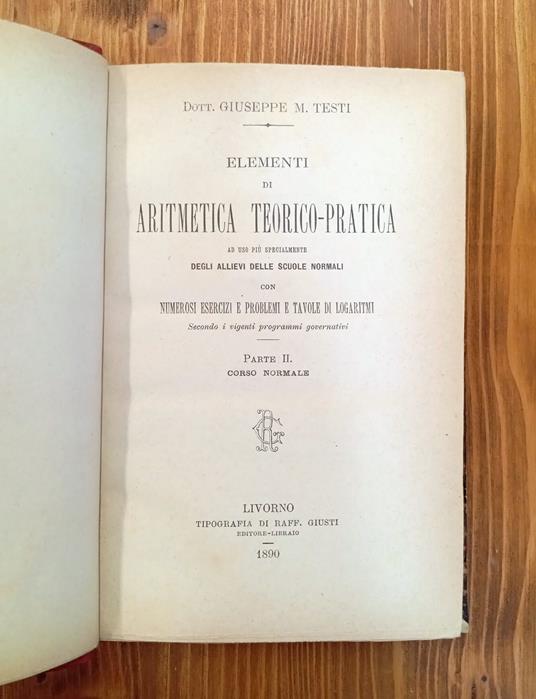 Dott. GIUSEPPE M. TESTI
ELEMENTI
DI
ARITMETICA TEORICO-PRATICA
AD USO PIÙ SPECIALMENTE
DEGLI ALLIEVI DELLE SCUOLE NORMALI
CON
NUMEROSI ESERCIZI E PROBLEMI E TAVOLE DI LOGARITMI
Secondo i vigenti programmi governativi
Parte II.
CORSO NORMALE
LIVORNO
TIPOGRAFIA DI RAFF. GIUSTI
EDITORE-LIBRAIO
1890